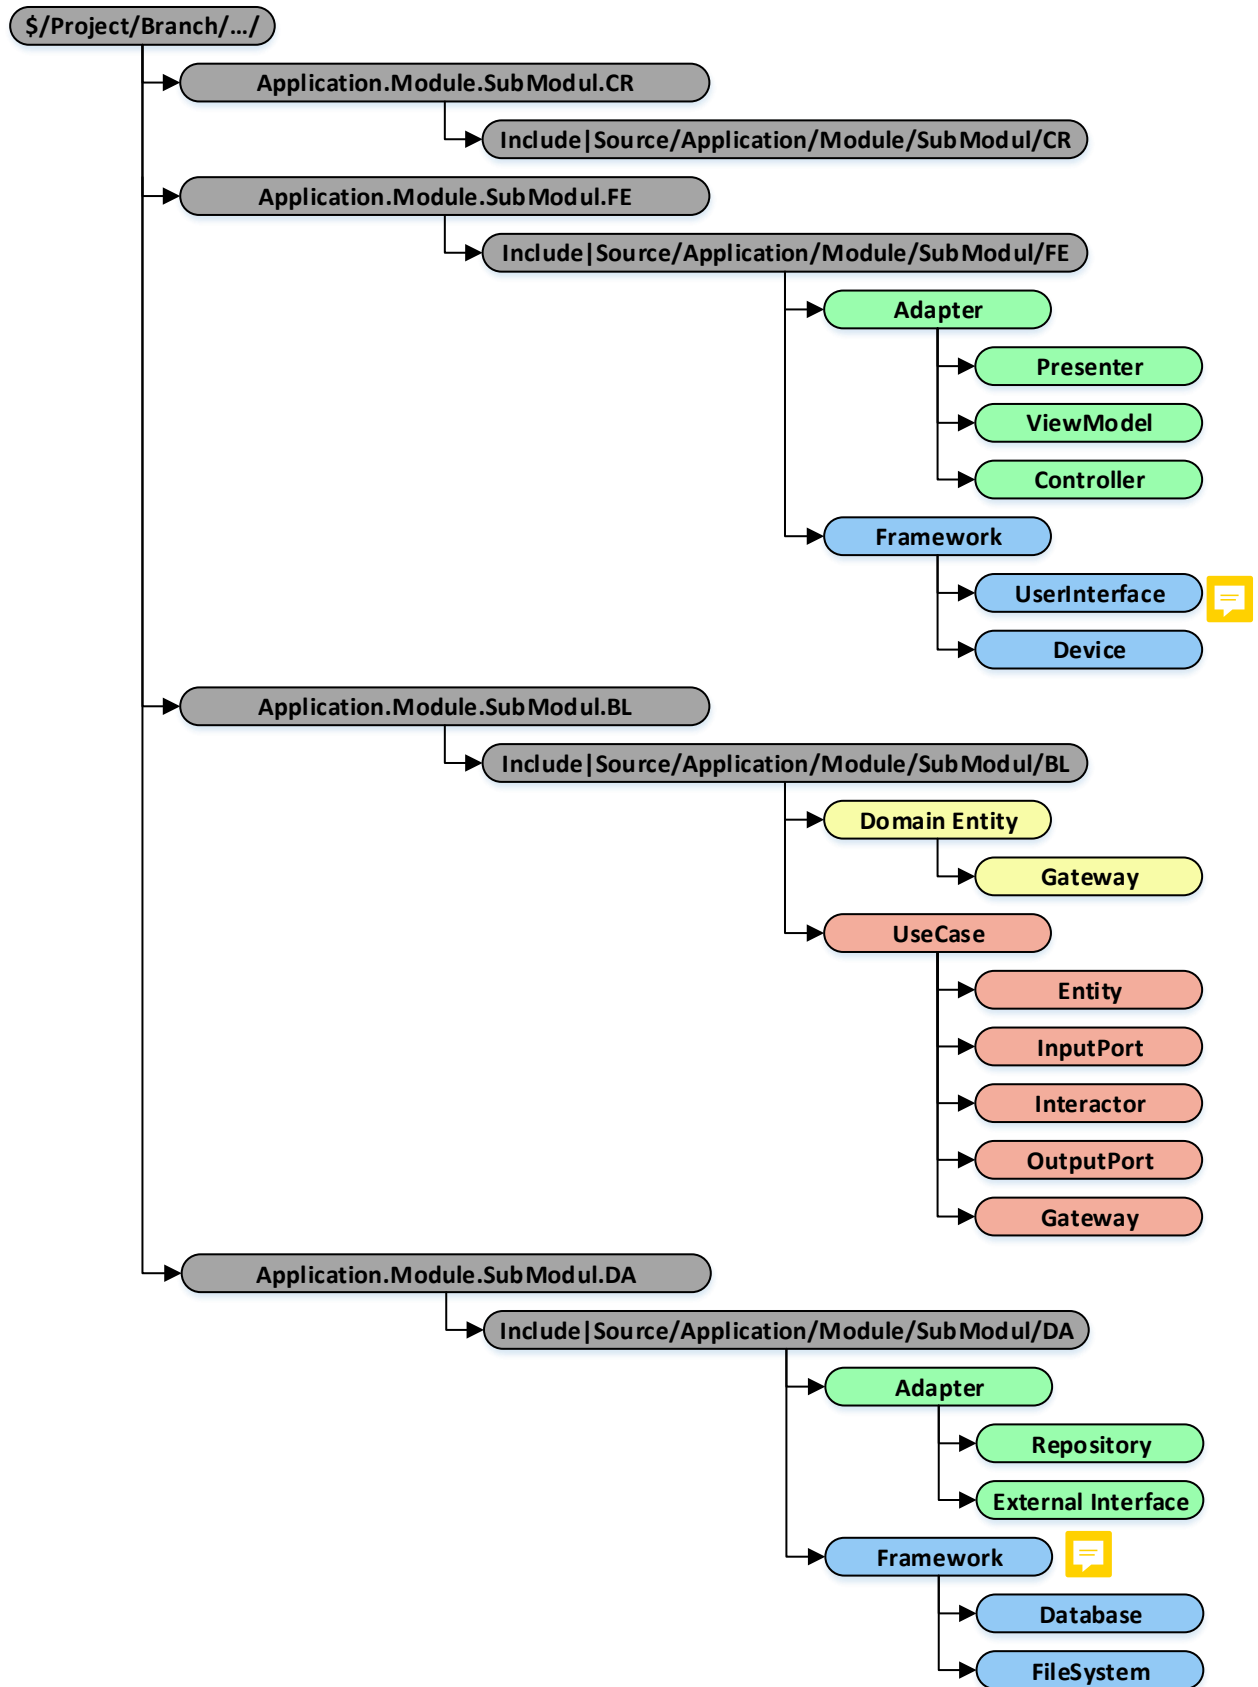 $/Project/Branch/…/
Application.Module.SubModul.CR
Include|Source/Application/Module/SubModul/CR
Application.Module.SubModul.FE
Include|Source/Application/Module/SubModul/FE
Adapter
Presenter
ViewModel
Controller
Framework
UserInterface
Device
Application.Module.SubModul.BL
Include|Source/Application/Module/SubModul/BL
Domain Entity
Gateway
UseCase
Entity
InputPort
Interactor
OutputPort
Gateway
Application.Module.SubModul.DA
Include|Source/Application/Module/SubModul/DA
Adapter
Repository
External Interface
Framework
Database
FileSystem